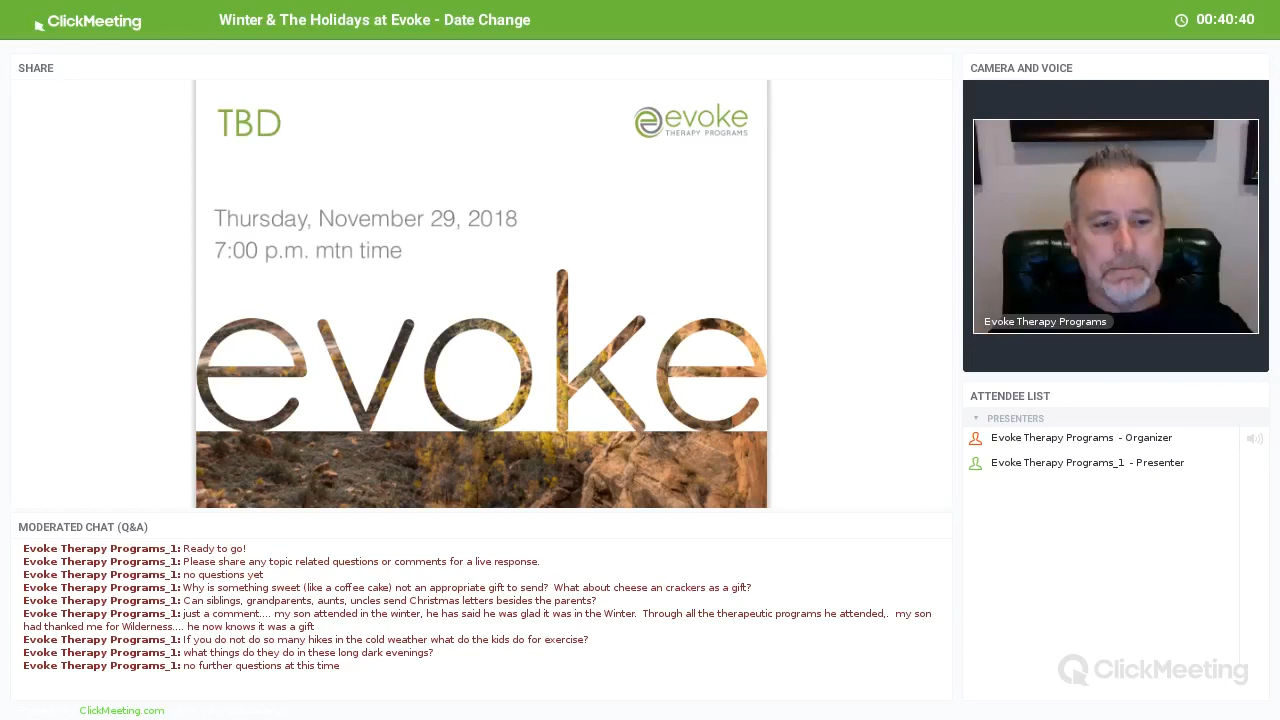 ClickMeeting
Winter & The Holidays at Evoke - Date Change
00:40:40
SHARE
TBD
evoke
THERAPY PROGRAMS
Thursday, November 29, 2018
7:00 p.m. mtn time
evoke
CAMERA AND VOICE
Evoke Therapy Programs
ATTENDEE LIST
PRESENTERS
Evoke Therapy Programs - Organizer
Evoke Therapy Programs_1 - Presenter
MODERATED CHAT (Q&A)
Evoke Therapy Programs_1: Ready to go!
Evoke Therapy Programs_1: Please share any topic related questions or comments for a live response.
Evoke Therapy Programs_1: no questions yet
Evoke Therapy Programs_1: Why is something sweet (like a coffee cake) not an appropriate gift to send? What about cheese an crackers as a gift?
Evoke Therapy Programs_1: Can siblings, grandparents, aunts, uncles send Christmas letters besides the parents?
Evoke Therapy Programs_1: just a comment.... my son attended in the winter, he has said he was glad it was in the Winter. Through all the therapeutic programs he attended,. my son
had thanked me for Wilderness.... he now knows it was a gift
Evoke Therapy Programs_1: If you do not do so many hikes in the cold weather what do the kids do for exercise?
Evoke Therapy Programs_1: what things do they do in these long dark evenings?
Evoke Therapy Programs_1: no further questions at this time
ClickMeeting
ClickMeeting.com